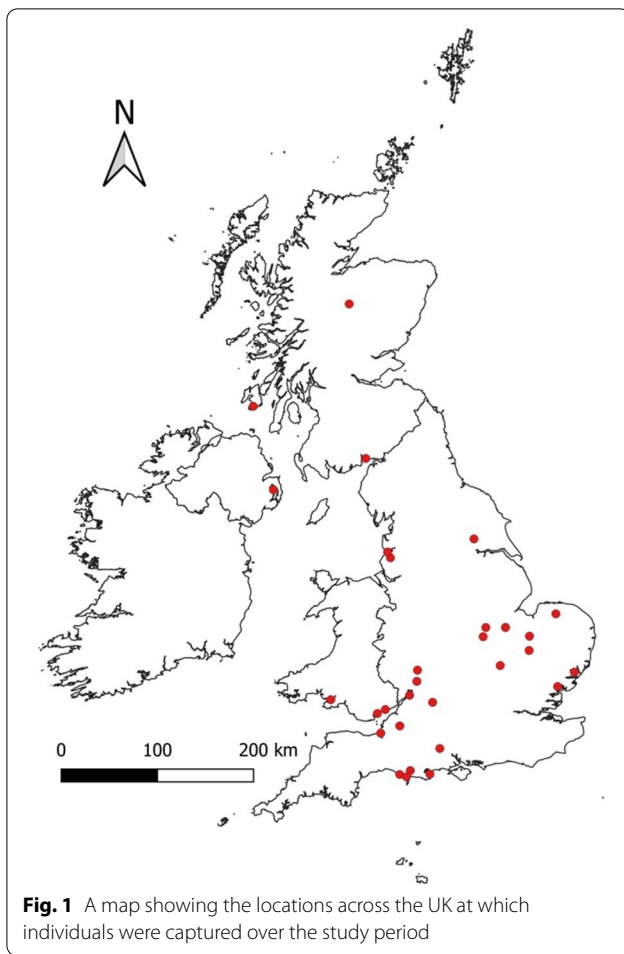 N
0 100 200 km
Fig. 1 A map showing the locations across the UK at which
individuals were captured over the study period